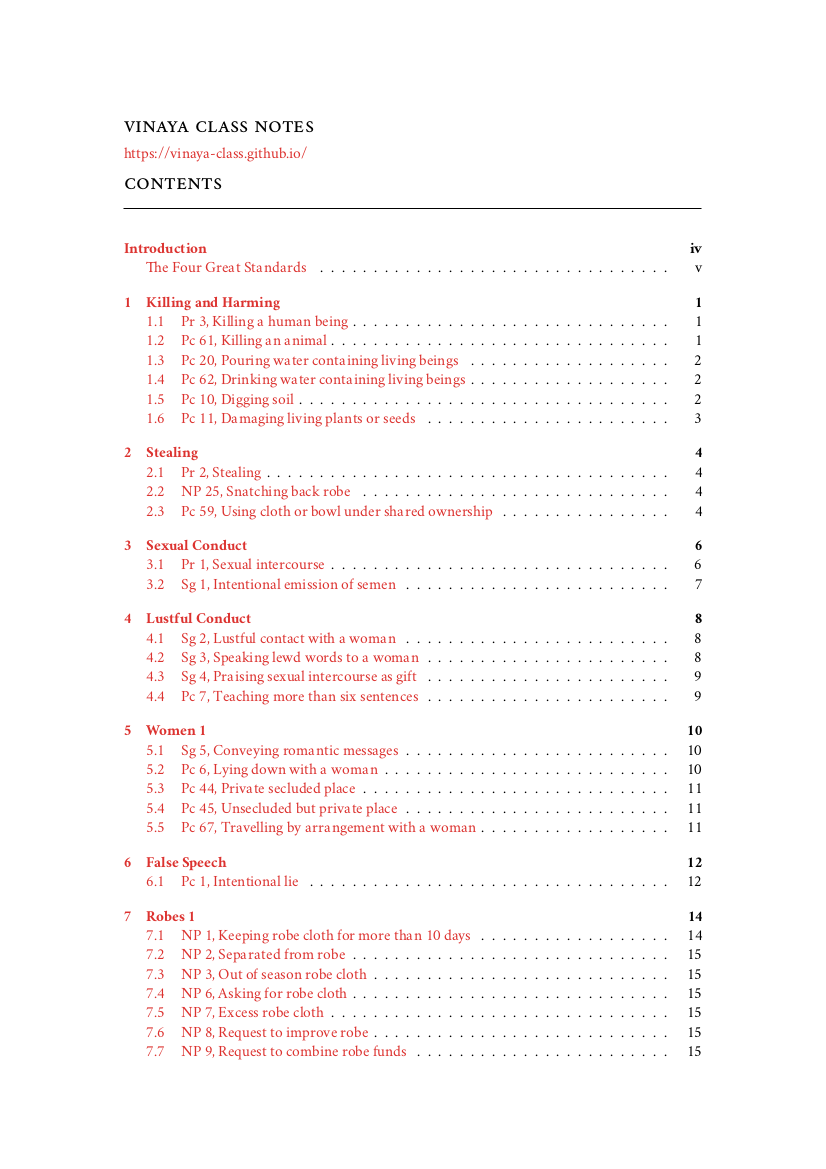 VINAYA CLASS NOTES
https://vinaya-class.github.io/
CONTENTS
Introduction iv
The Four Great Standards . . . . . . . . . . . . . . . . . . . . . . . . . . . . . . . . . v
1 Killing and Harming 1
1.1 Pr 3, Killing a human being . . . . . . . . . . . . . . . . . . . . . . . . . . . . . . 1
1.2 Pc 61, Killing an animal . . . . . . . . . . . . . . . . . . . . . . . . . . . . . . . . 1
1.3 Pc 20, Pouring water containing living beings . . . . . . . . . . . . . . . . . . . 2
1.4 Pc 62, Drinking water containing living beings . . . . . . . . . . . . . . . . . . . 2
1.5 Pc 10, Digging soil . . . . . . . . . . . . . . . . . . . . . . . . . . . . . . . . . . . 2
1.6 Pc 11, Damaging living plants or seeds . . . . . . . . . . . . . . . . . . . . . . . 3
2 Stealing 4
2.1 Pr 2, Stealing . . . . . . . . . . . . . . . . . . . . . . . . . . . . . . . . . . . . . . 4
2.2 NP 25, Snatching back robe . . . . . . . . . . . . . . . . . . . . . . . . . . . . . 4
2.3 Pc 59, Using cloth or bowl under shared ownership . . . . . . . . . . . . . . . . 4
3 Sexual Conduct 6
3.1 Pr 1, Sexual intercourse . . . . . . . . . . . . . . . . . . . . . . . . . . . . . . . . 6
3.2 Sg 1, Intentional emission of semen . . . . . . . . . . . . . . . . . . . . . . . . . 7
4 Lustful Conduct 8
4.1 Sg 2, Lustful contact with a woman . . . . . . . . . . . . . . . . . . . . . . . . . 8
4.2 Sg 3, Speaking lewd words to a woman . . . . . . . . . . . . . . . . . . . . . . . 8
4.3 Sg 4, Praising sexual intercourse as gift . . . . . . . . . . . . . . . . . . . . . . . 9
4.4 Pc 7, Teaching more than six sentences . . . . . . . . . . . . . . . . . . . . . . . 9
5 Women 1 10
5.1 Sg 5, Conveying romantic messages . . . . . . . . . . . . . . . . . . . . . . . . . 10
5.2 Pc 6, Lying down with a woman . . . . . . . . . . . . . . . . . . . . . . . . . . . 10
5.3 Pc 44, Private secluded place . . . . . . . . . . . . . . . . . . . . . . . . . . . . . 11
5.4 Pc 45, Unsecluded but private place . . . . . . . . . . . . . . . . . . . . . . . . . 11
5.5 Pc 67, Travelling by arrangement with a woman . . . . . . . . . . . . . . . . . . 11
6 False Speech 12
6.1 Pc 1, Intentional lie . . . . . . . . . . . . . . . . . . . . . . . . . . . . . . . . . . 12
7 Robes 1 14
7.1 NP 1, Keeping robe cloth for more than 10 days . . . . . . . . . . . . . . . . . . 14
7.2 NP 2, Separated from robe . . . . . . . . . . . . . . . . . . . . . . . . . . . . . . 15
7.3 NP 3, Out of season robe cloth . . . . . . . . . . . . . . . . . . . . . . . . . . . . 15
7.4 NP 6, Asking for robe cloth . . . . . . . . . . . . . . . . . . . . . . . . . . . . . . 15
7.5 NP 7, Excess robe cloth . . . . . . . . . . . . . . . . . . . . . . . . . . . . . . . . 15
7.6 NP 8, Request to improve robe . . . . . . . . . . . . . . . . . . . . . . . . . . . . 15
7.7 NP 9, Request to combine robe funds . . . . . . . . . . . . . . . . . . . . . . . . 15